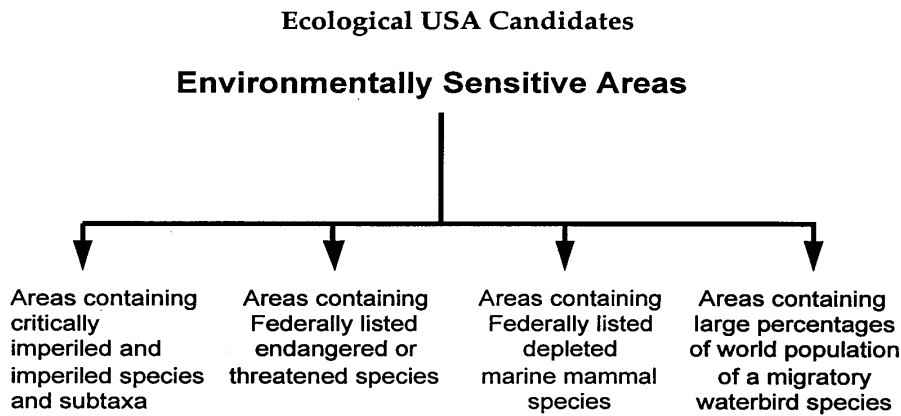 Ecological USA Candidates
Environmentally Sensitive Areas
Areas containing
critically
imperiled and
imperiled species
and subtaxa
Areas containing
Federally listed
endangered or
threatened species
Areas containing
Federally listed
depleted
marine mammal
species
Areas containing
large percentages
of world population
of a migratory
waterbird species